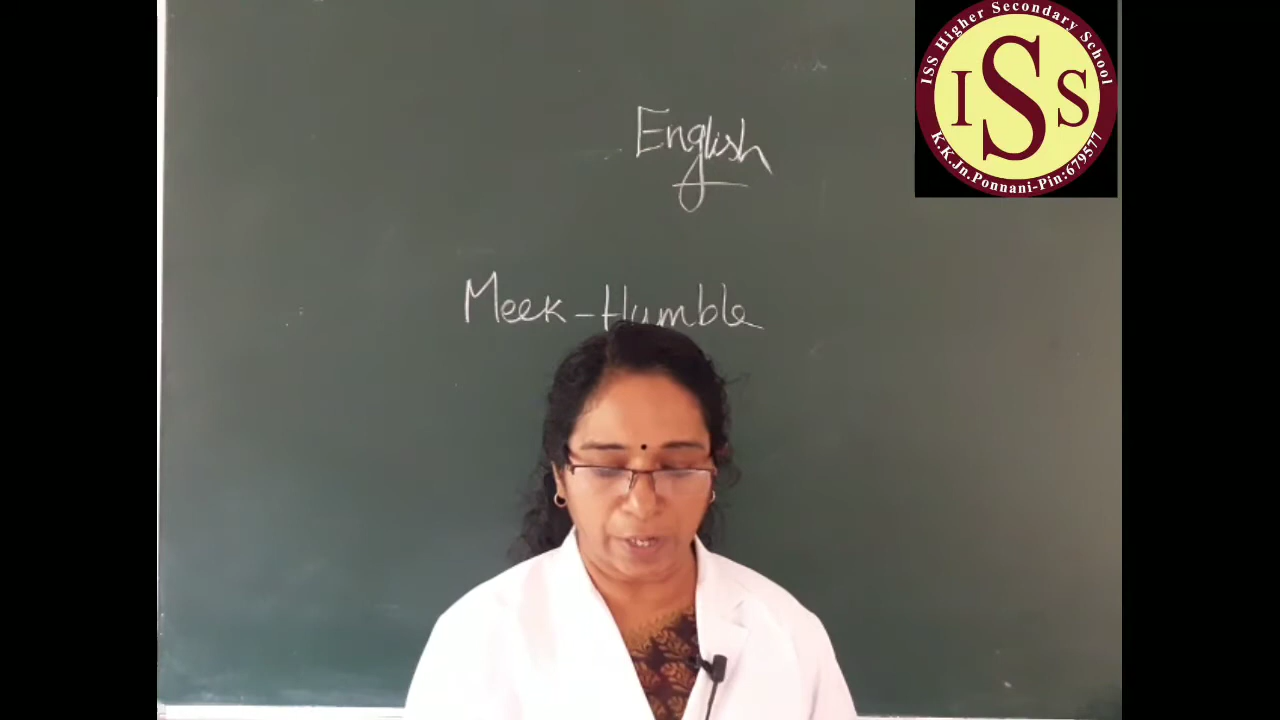 ISS Higher Secondary School
ISS
K.K.Jn.Ponnani-Pin:679577
English
Meek-Humble